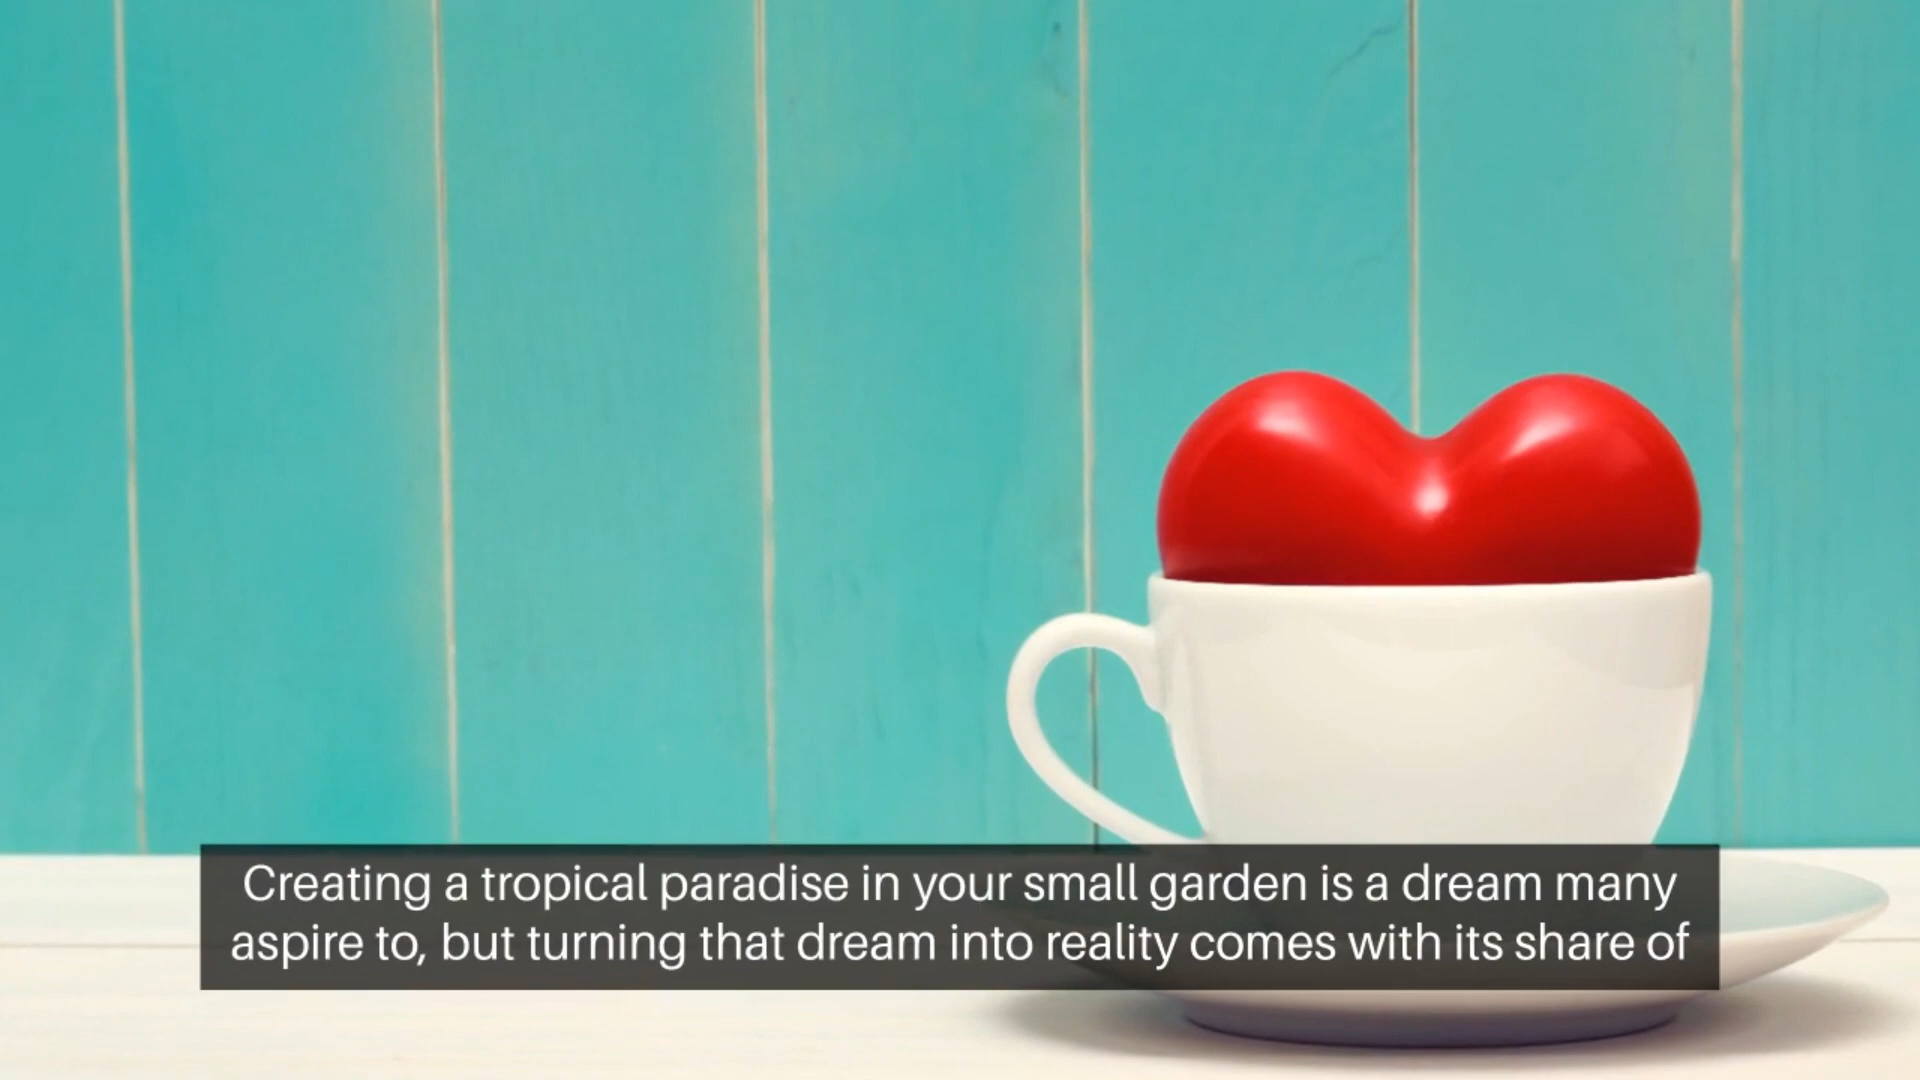 Creating a tropical paradise in your small garden is a dream many
aspire to, but turning that dream into reality comes with its share of